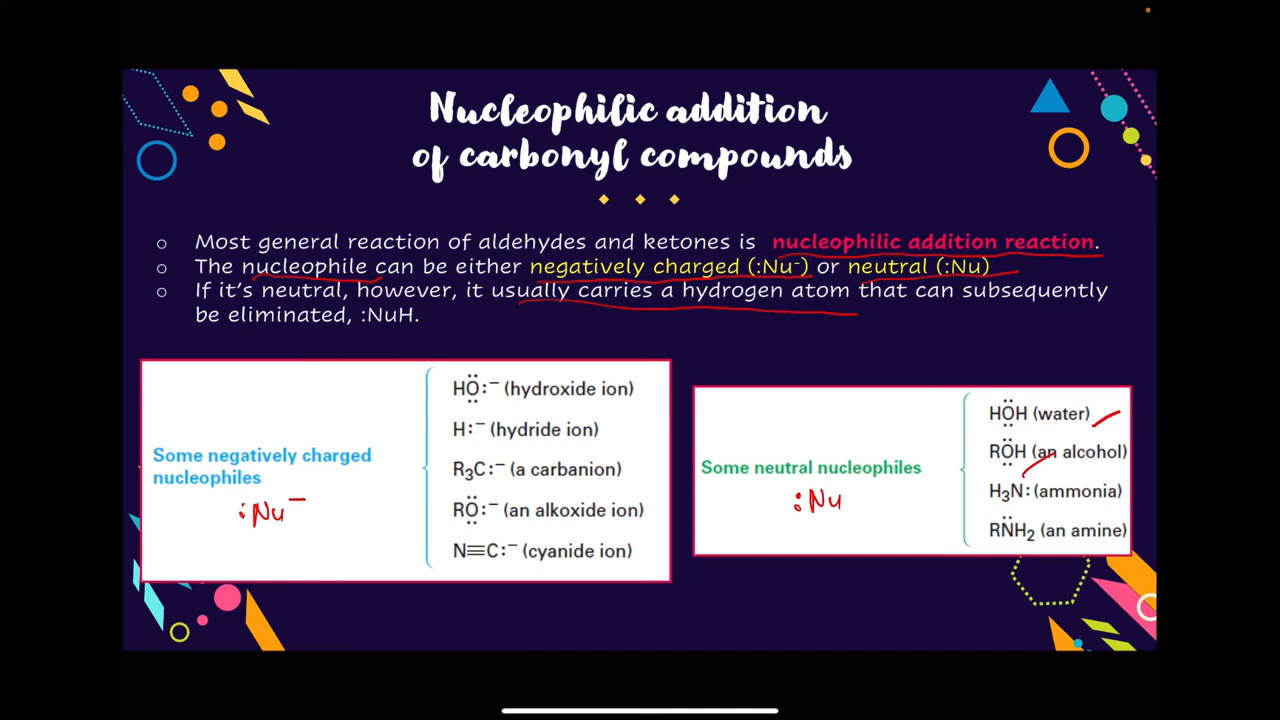 Nucleophilic addition
of carbonyl compounds
Most general reaction of aldehydes and ketones is nucleophilic addition reaction.
The nucleophile can be either negatively charged (:Nu⁻) or neutral (:Nu)
If it's neutral, however, it usually carries a hydrogen atom that can subsequently
be eliminated, :NuH.
Some negatively charged
nucleophiles
:Nu⁻
HÖ:⁻ (hydroxide ion)
H:⁻ (hydride ion)
R₃C:⁻ (a carbanion)
RÖ:⁻ (an alkoxide ion)
N≡C:⁻ (cyanide ion)
Some neutral nucleophiles
:Nu
HÖH (water)
RÖH (an alcohol)
H₃N: (ammonia)
RN̈H₂ (an amine)